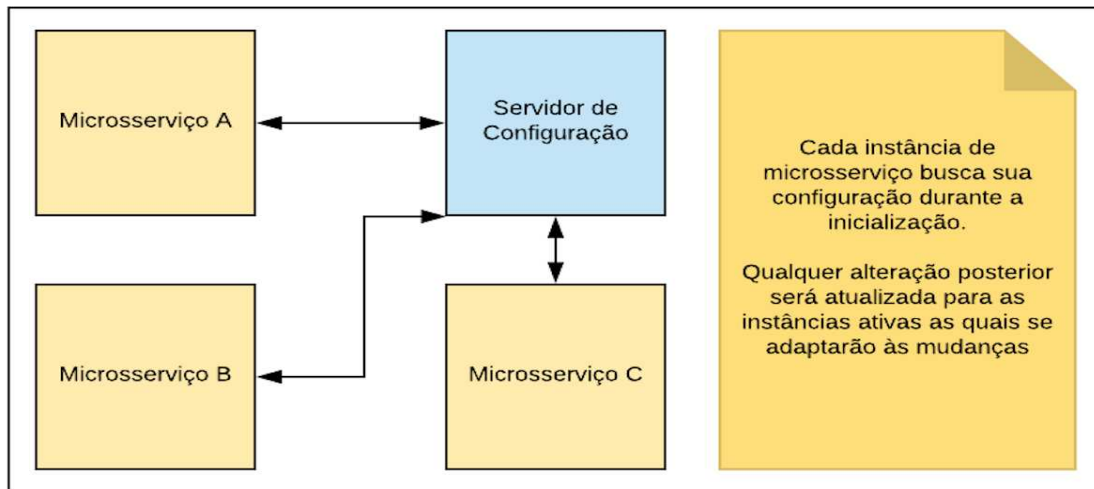 Microsserviço A
Servidor de
Configuração
Microsserviço B
Microsserviço C
Cada instância de
microsserviço busca sua
configuração durante a
inicialização.
Qualquer alteração posterior
será atualizada para as
instâncias ativas as quais se
adaptarão às mudanças